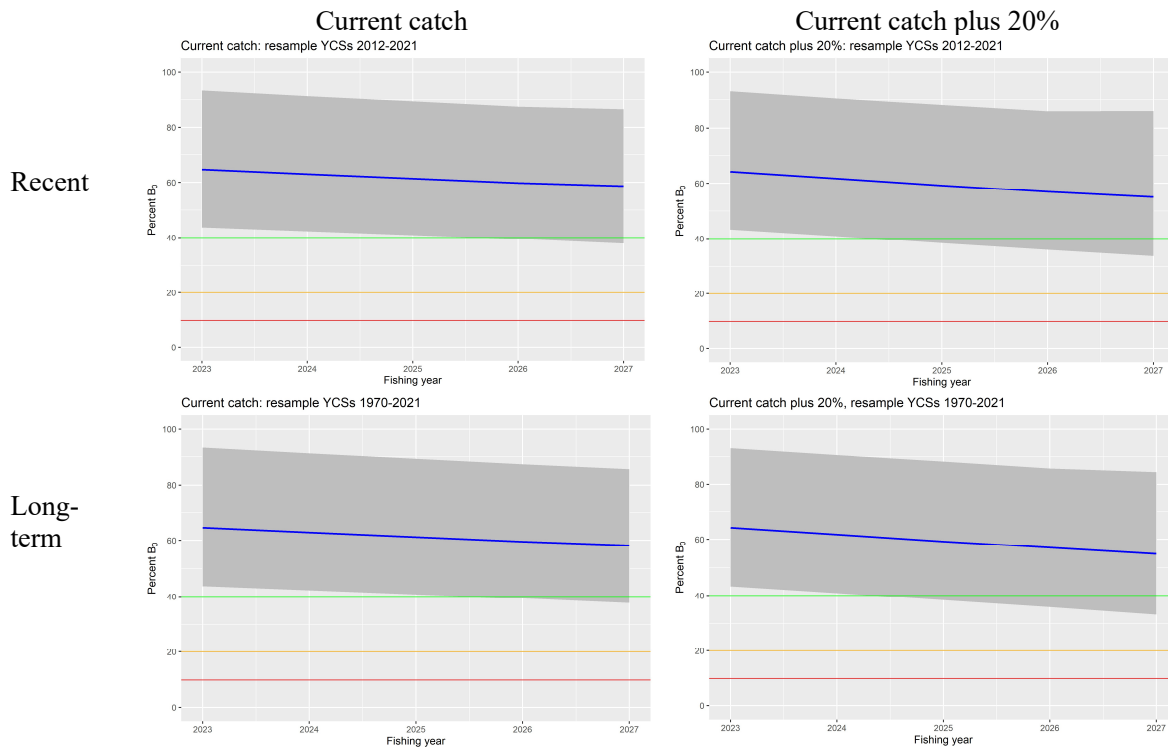 Current catch
Current catch plus 20%
Current catch: resample YCSs 2012-2021
Current catch plus 20%: resample YCSs 2012-2021
Recent
Percent B0
100
80
60
40
20
0
2023 2024 2025 2026 2027
Fishing year
Percent B0
100
80
60
40
20
0
2023 2024 2025 2026 2027
Fishing year
Current catch: resample YCSs 1970-2021
Current catch plus 20%, resample YCSs 1970-2021
Long-
term
Percent B0
100
80
60
40
20
0
2023 2024 2025 2026 2027
Fishing year
Percent B0
100
80
60
40
20
0
2023 2024 2025 2026 2027
Fishing year